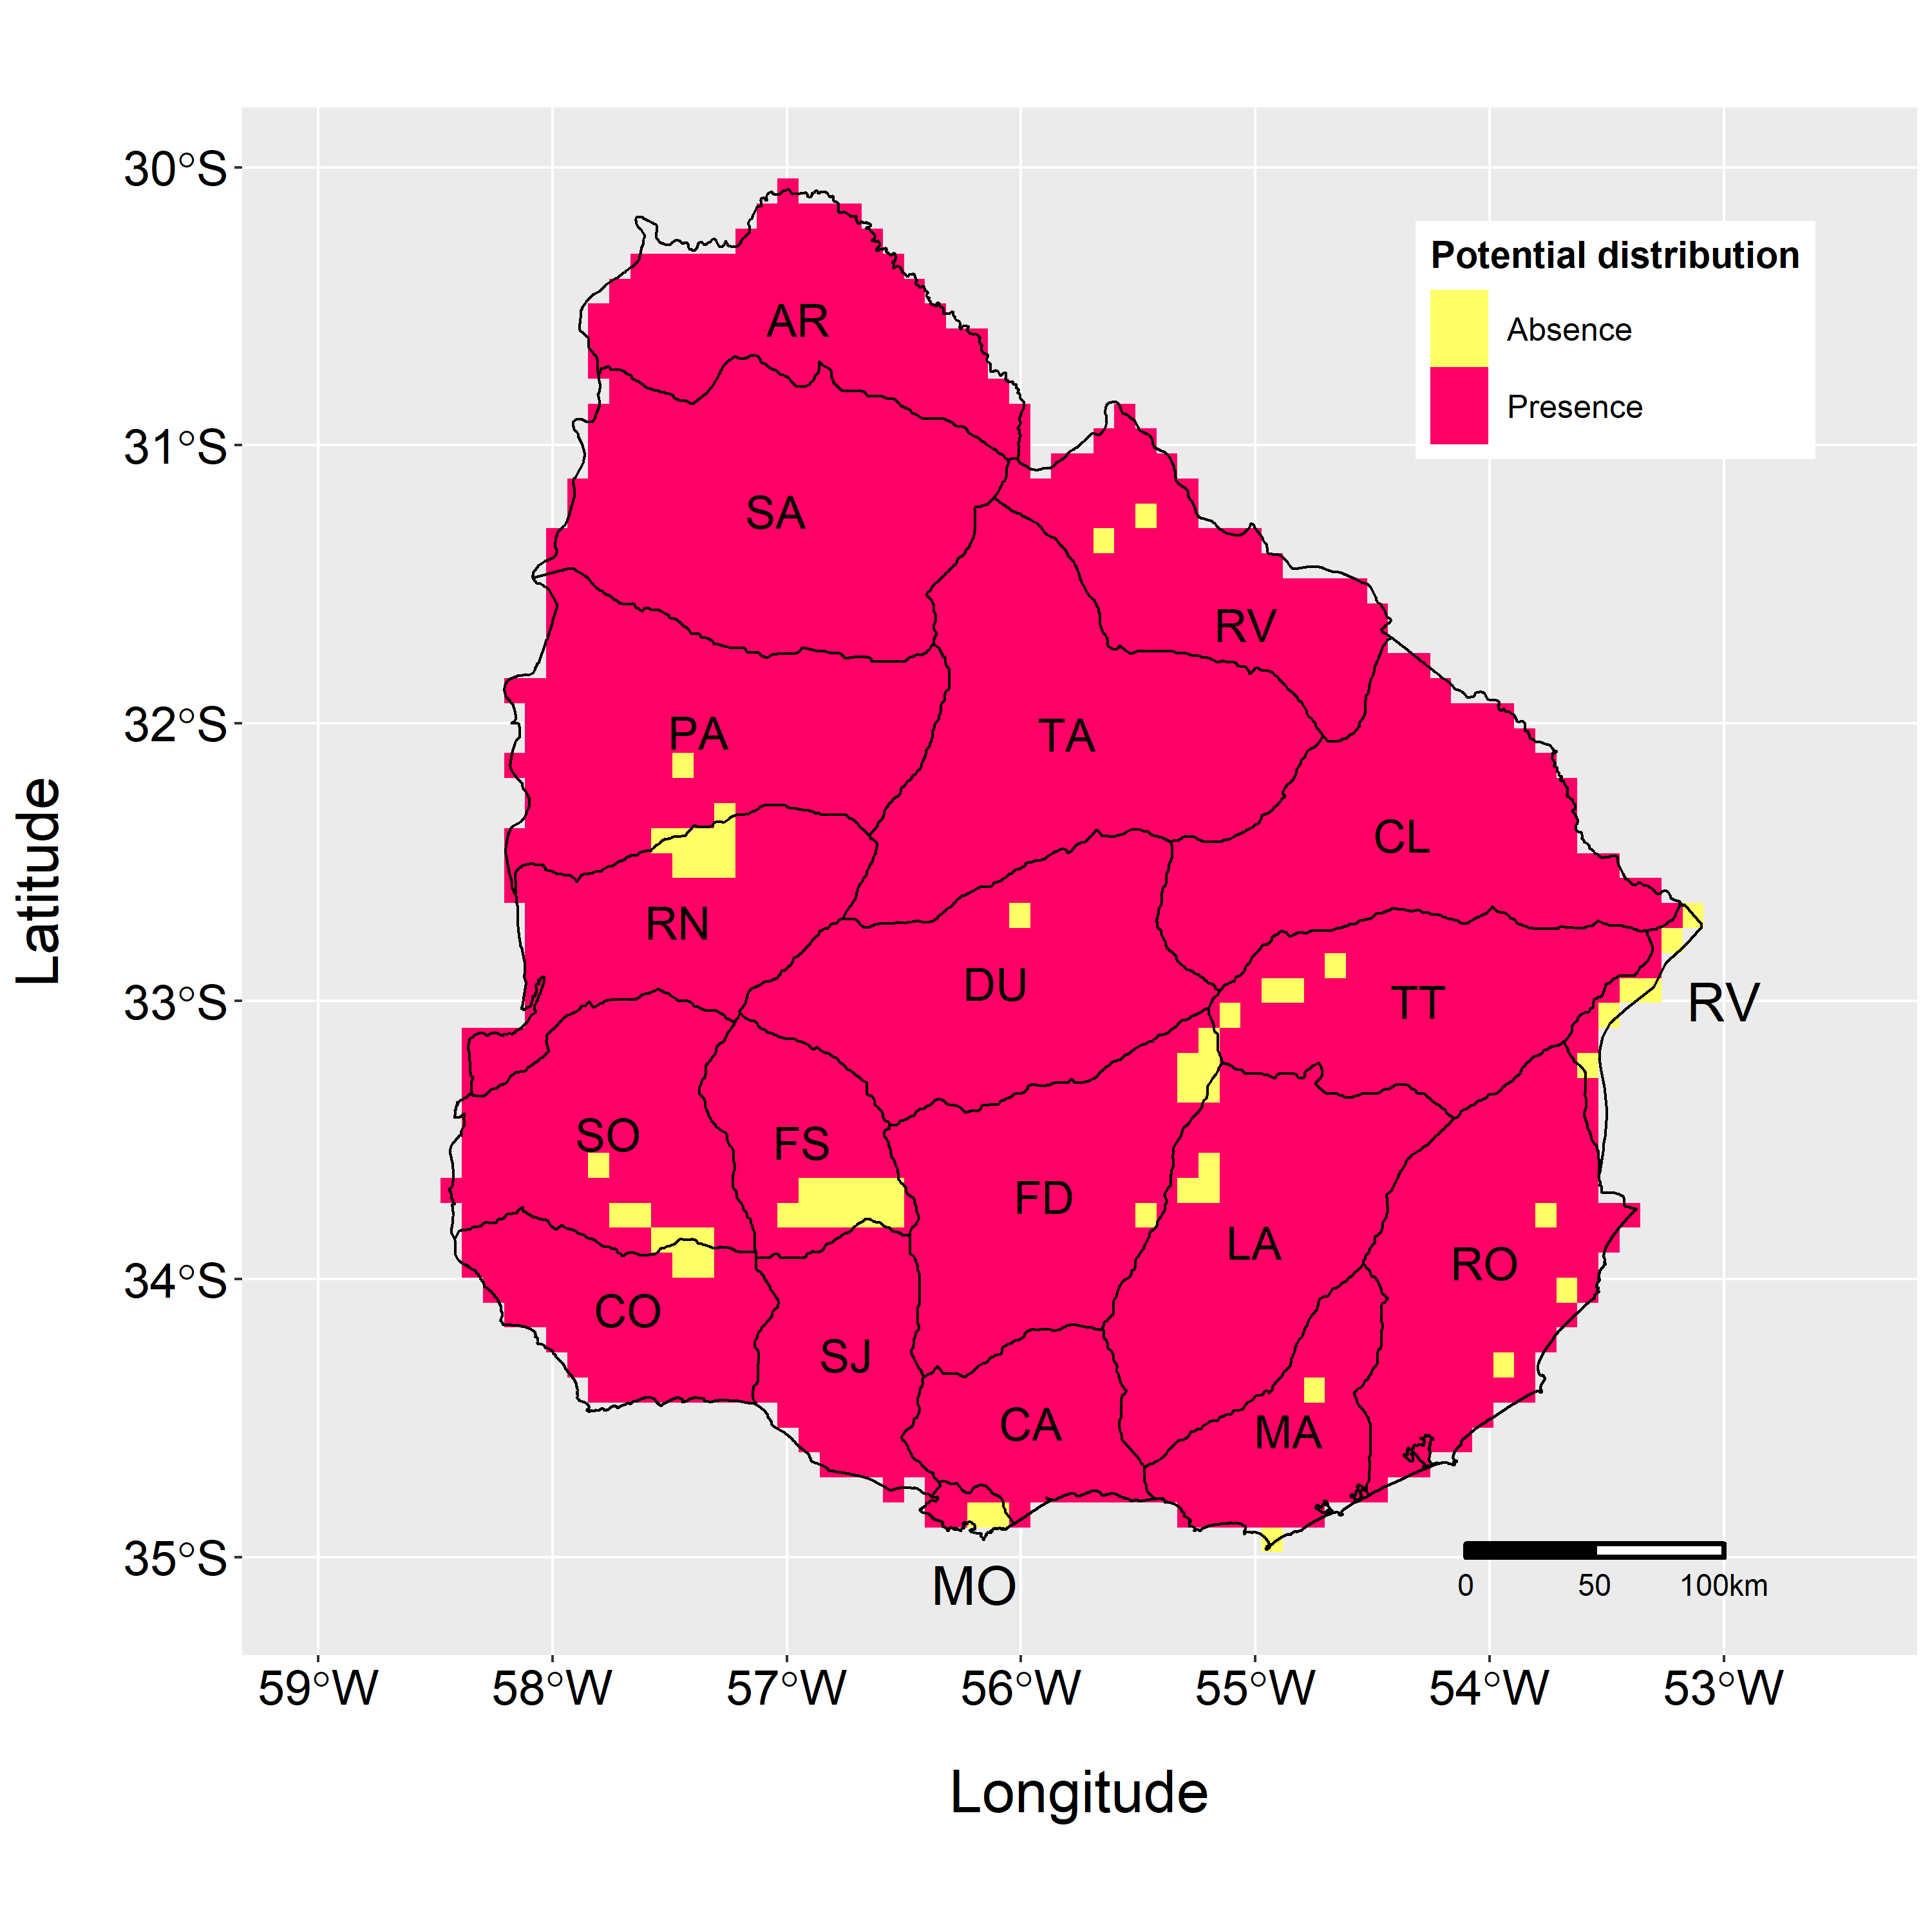 30°S
31°S
32°S
33°S
34°S
35°S
Latitude
Potential distribution
Absence
Presence
AR
SA
RV
PA
TA
CL
RN
DU
TT
RV
SO
FS
FD
LA
RO
CO
SJ
CA
MA
MO
0 50 100km
59°W 58°W 57°W 56°W 55°W 54°W 53°W
Longitude